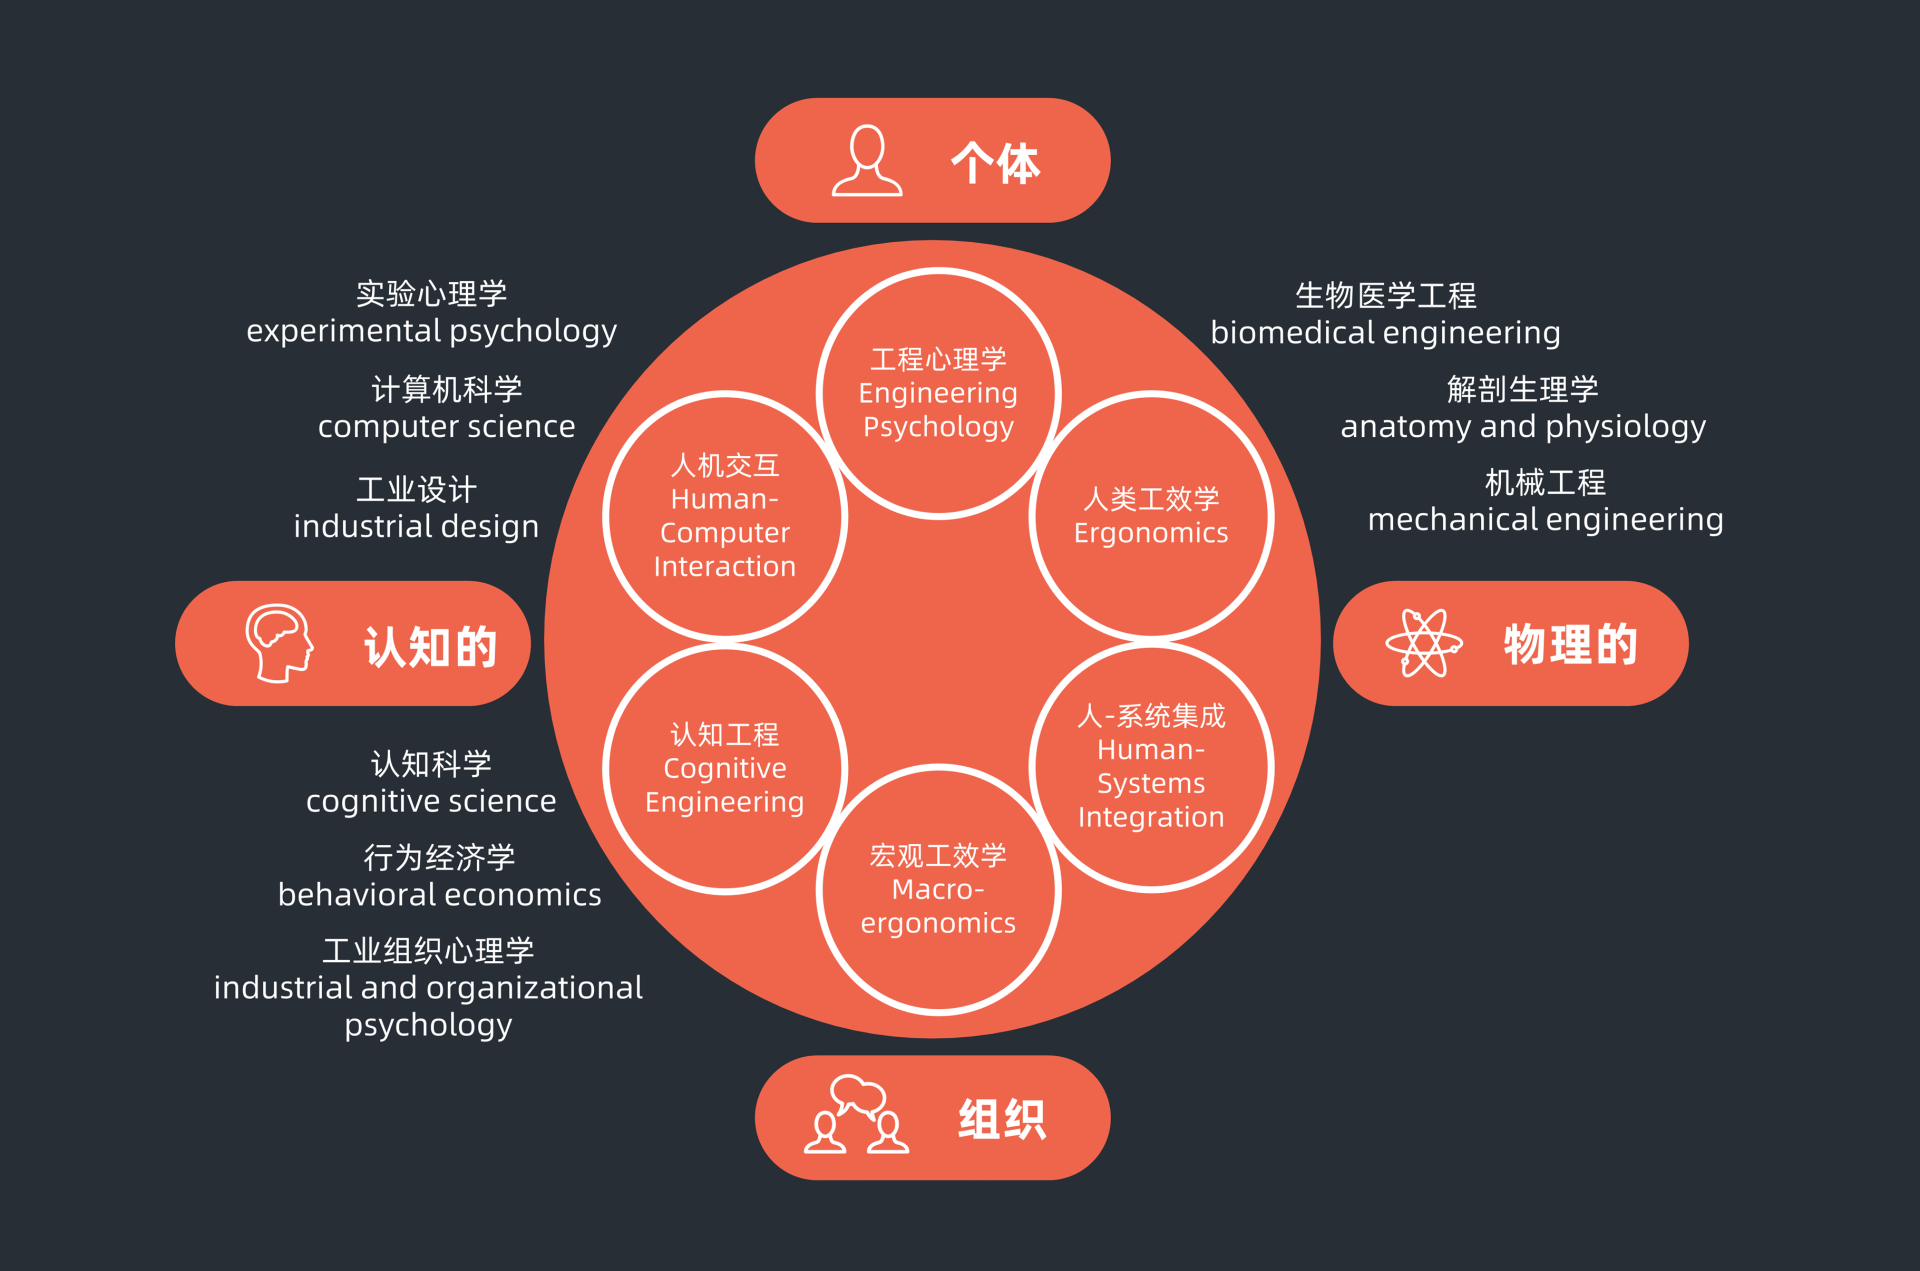 个体
实验心理学
experimental psychology
计算机科学
computer science
工业设计
industrial design
生物医学工程
biomedical engineering
解剖生理学
anatomy and physiology
机械工程
mechanical engineering
工程心理学
Engineering
Psychology
人机交互
Human-
Computer
Interaction
人类工效学
Ergonomics
认知的
物理的
认知工程
Cognitive
Engineering
人-系统集成
Human-
Systems
Integration
宏观工效学
Macro-
ergonomics
认知科学
cognitive science
行为经济学
behavioral economics
工业组织心理学
industrial and organizational
psychology
组织